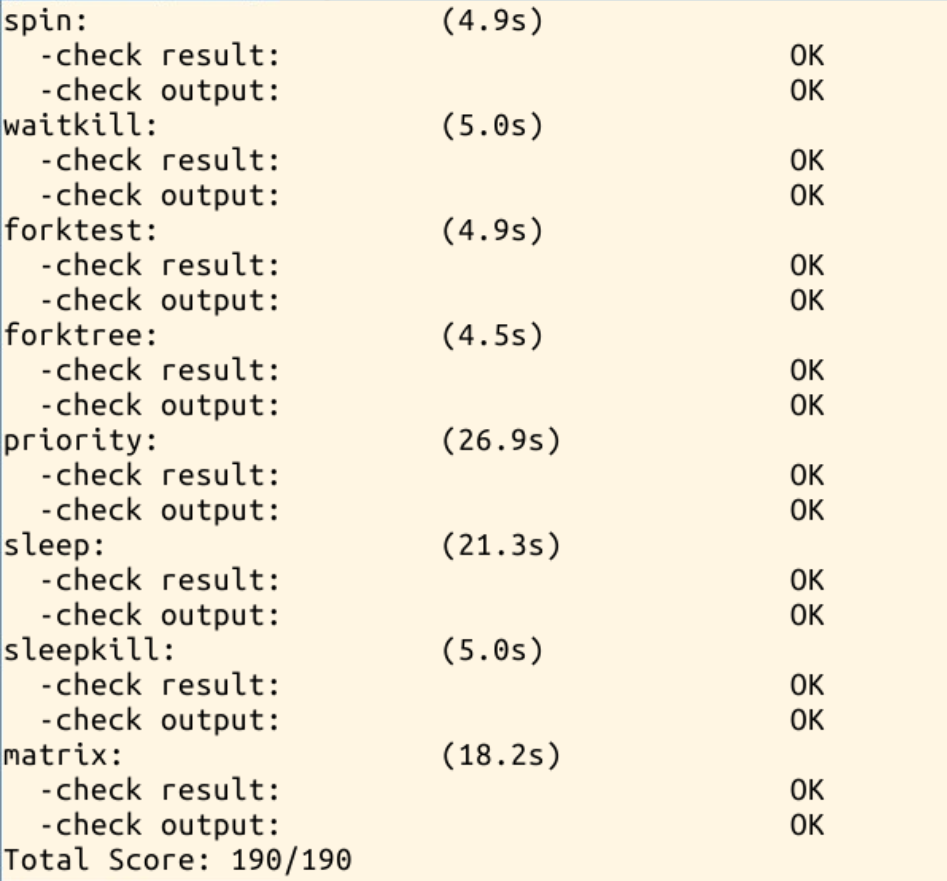 spin:                    (4.9s)
  -check result:                             OK
  -check output:                             OK
waitkill:                (5.0s)
  -check result:                             OK
  -check output:                             OK
forktest:                (4.9s)
  -check result:                             OK
  -check output:                             OK
forktree:                (4.5s)
  -check result:                             OK
  -check output:                             OK
priority:                (26.9s)
  -check result:                             OK
  -check output:                             OK
sleep:                   (21.3s)
  -check result:                             OK
  -check output:                             OK
sleepkill:               (5.0s)
  -check result:                             OK
  -check output:                             OK
matrix:                  (18.2s)
  -check result:                             OK
  -check output:                             OK
Total Score: 190/190